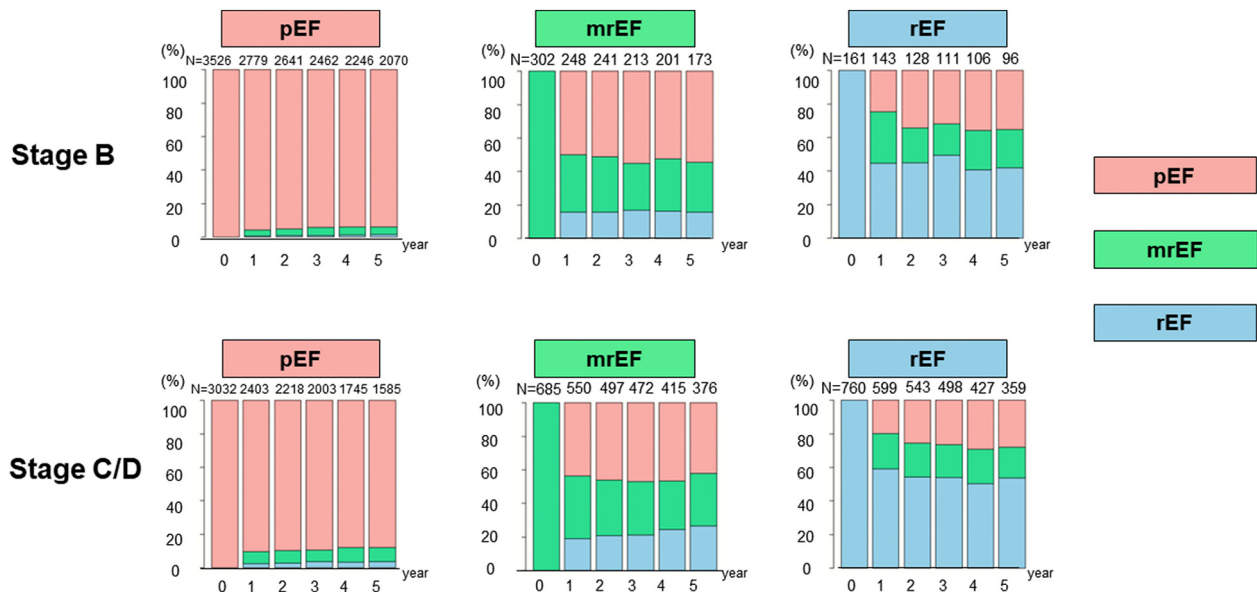 pEF
mrEF
rEF
(%)
N=3526 2779 2641 2462 2246 2070
100
80
60
40
20
0
0 1 2 3 4 5
year
(%)
N=302 248 241 213 201 173
100
80
60
40
20
0
0 1 2 3 4 5
year
(%)
N=161 143 128 111 106 96
100
80
60
40
20
0
0 1 2 3 4 5
year
Stage B
pEF
mrEF
rEF
pEF
mrEF
rEF
(%)
N=3032 2403 2218 2003 1745 1585
100
80
60
40
20
0
0 1 2 3 4 5
year
(%)
N=685 550 497 472 415 376
100
80
60
40
20
0
0 1 2 3 4 5
year
(%)
N=760 599 543 498 427 359
100
80
60
40
20
0
0 1 2 3 4 5
year
Stage C/D